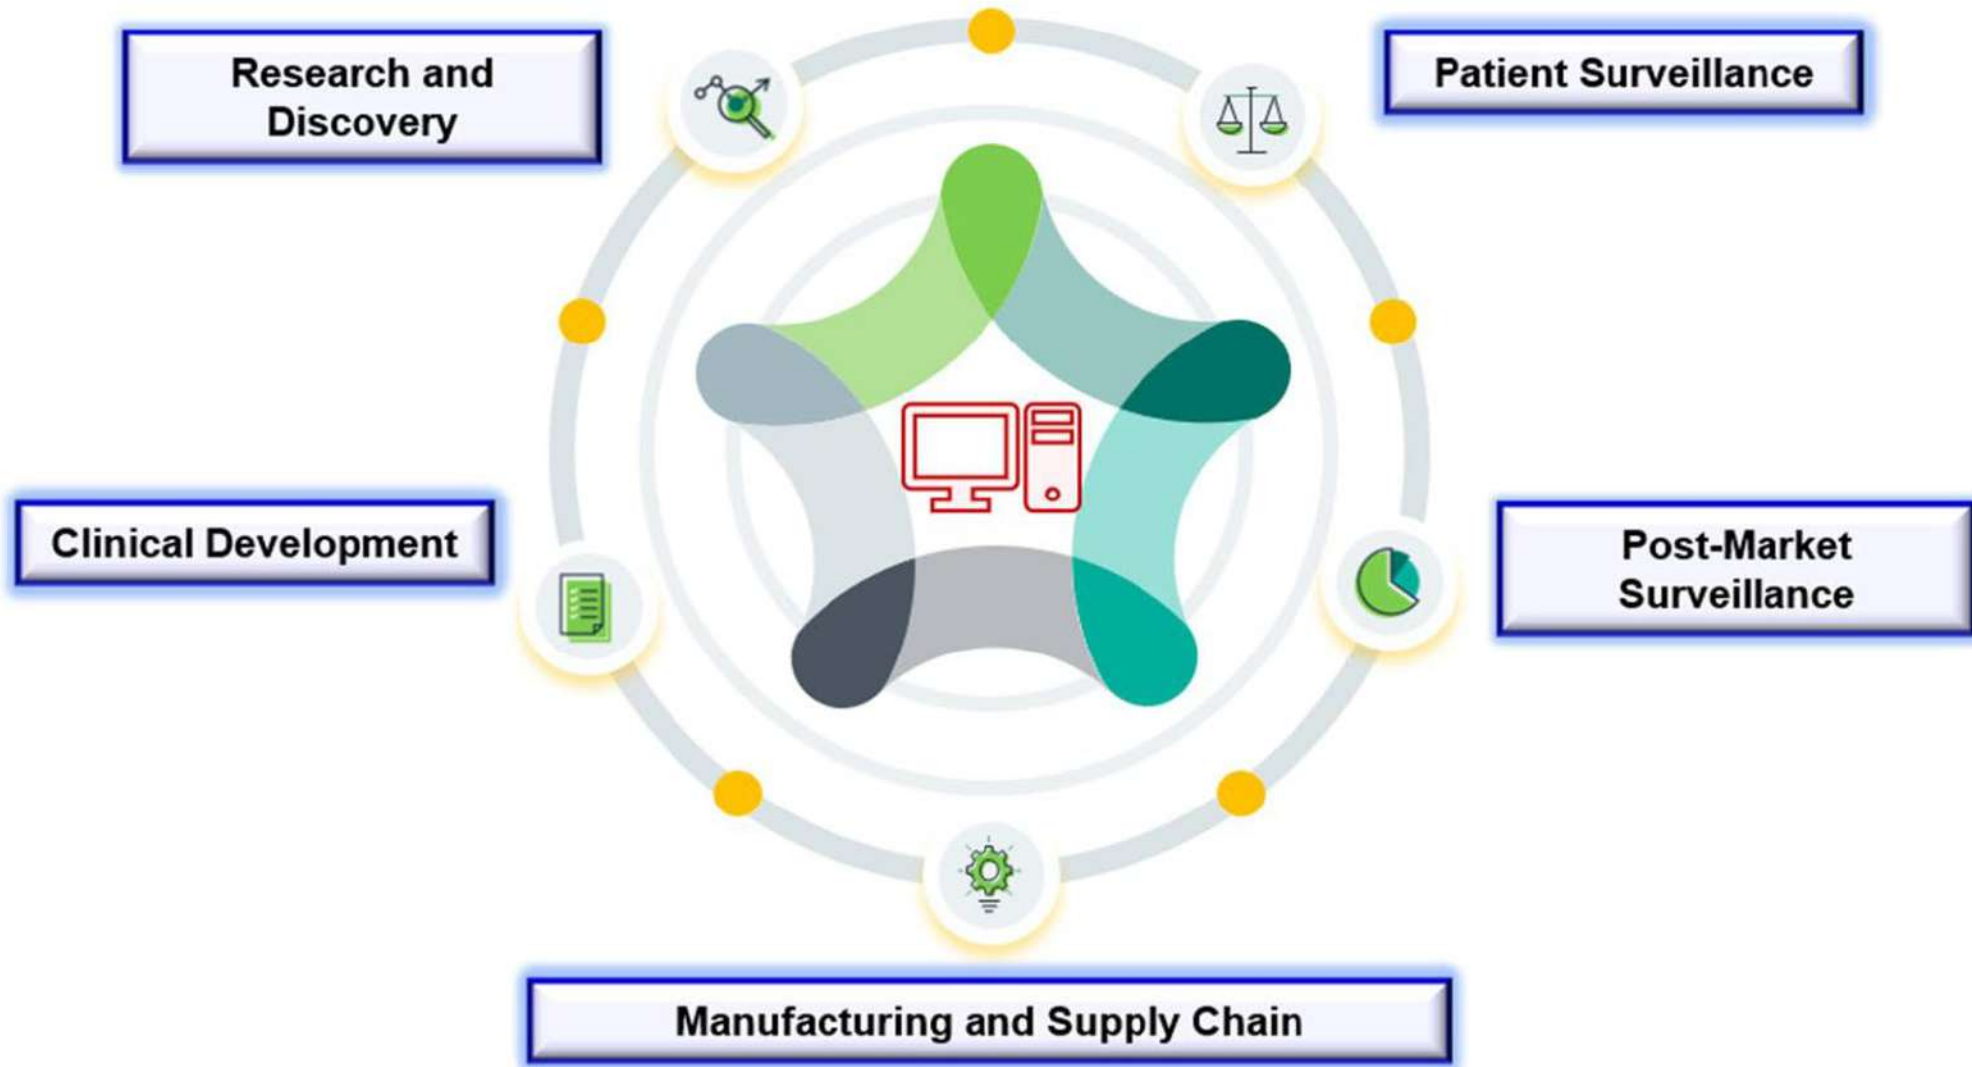 Research and
Discovery
Patient Surveillance
Clinical Development
Post-Market
Surveillance
Manufacturing and Supply Chain